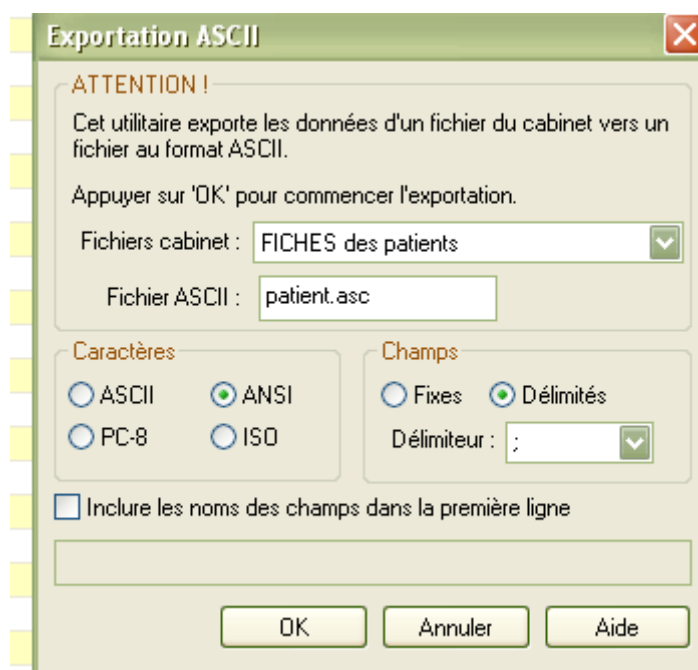 Exportation ASCII
ATTENTION !
Cet utilitaire exporte les données d'un fichier du cabinet vers un
fichier au format ASCII.
Appuyer sur 'OK' pour commencer l'exportation.
Fichiers cabinet : FICHES des patients
Fichier ASCII : patient.asc
Caractères
ASCII ANSI
PC-8 ISO
Champs
Fixes Délimités
Délimiteur : ;
Inclure les noms des champs dans la première ligne
OK Annuler Aide